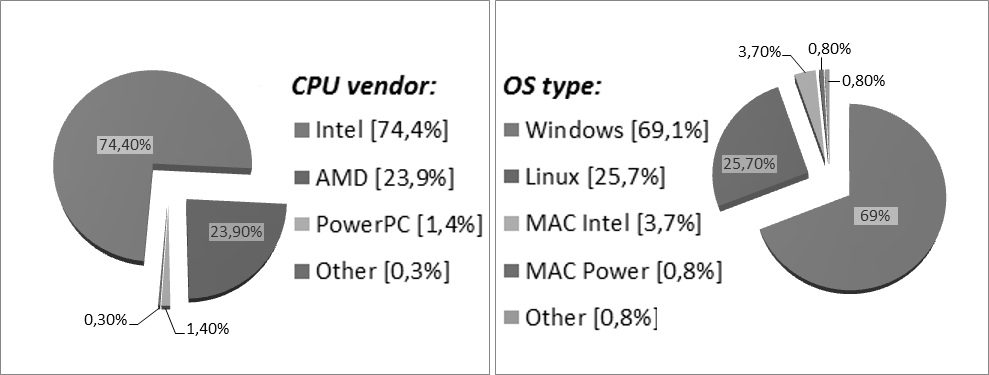 CPU vendor:
Intel [74,4%]
AMD [23,9%]
PowerPC [1,4%]
Other [0,3%]
74,40%
23,90%
0,30%
1,40%
OS type:
Windows [69,1%]
Linux [25,7%]
MAC Intel [3,7%]
MAC Power [0,8%]
Other [0,8%]
3,70%
0,80%
0,80%
25,70%
69%